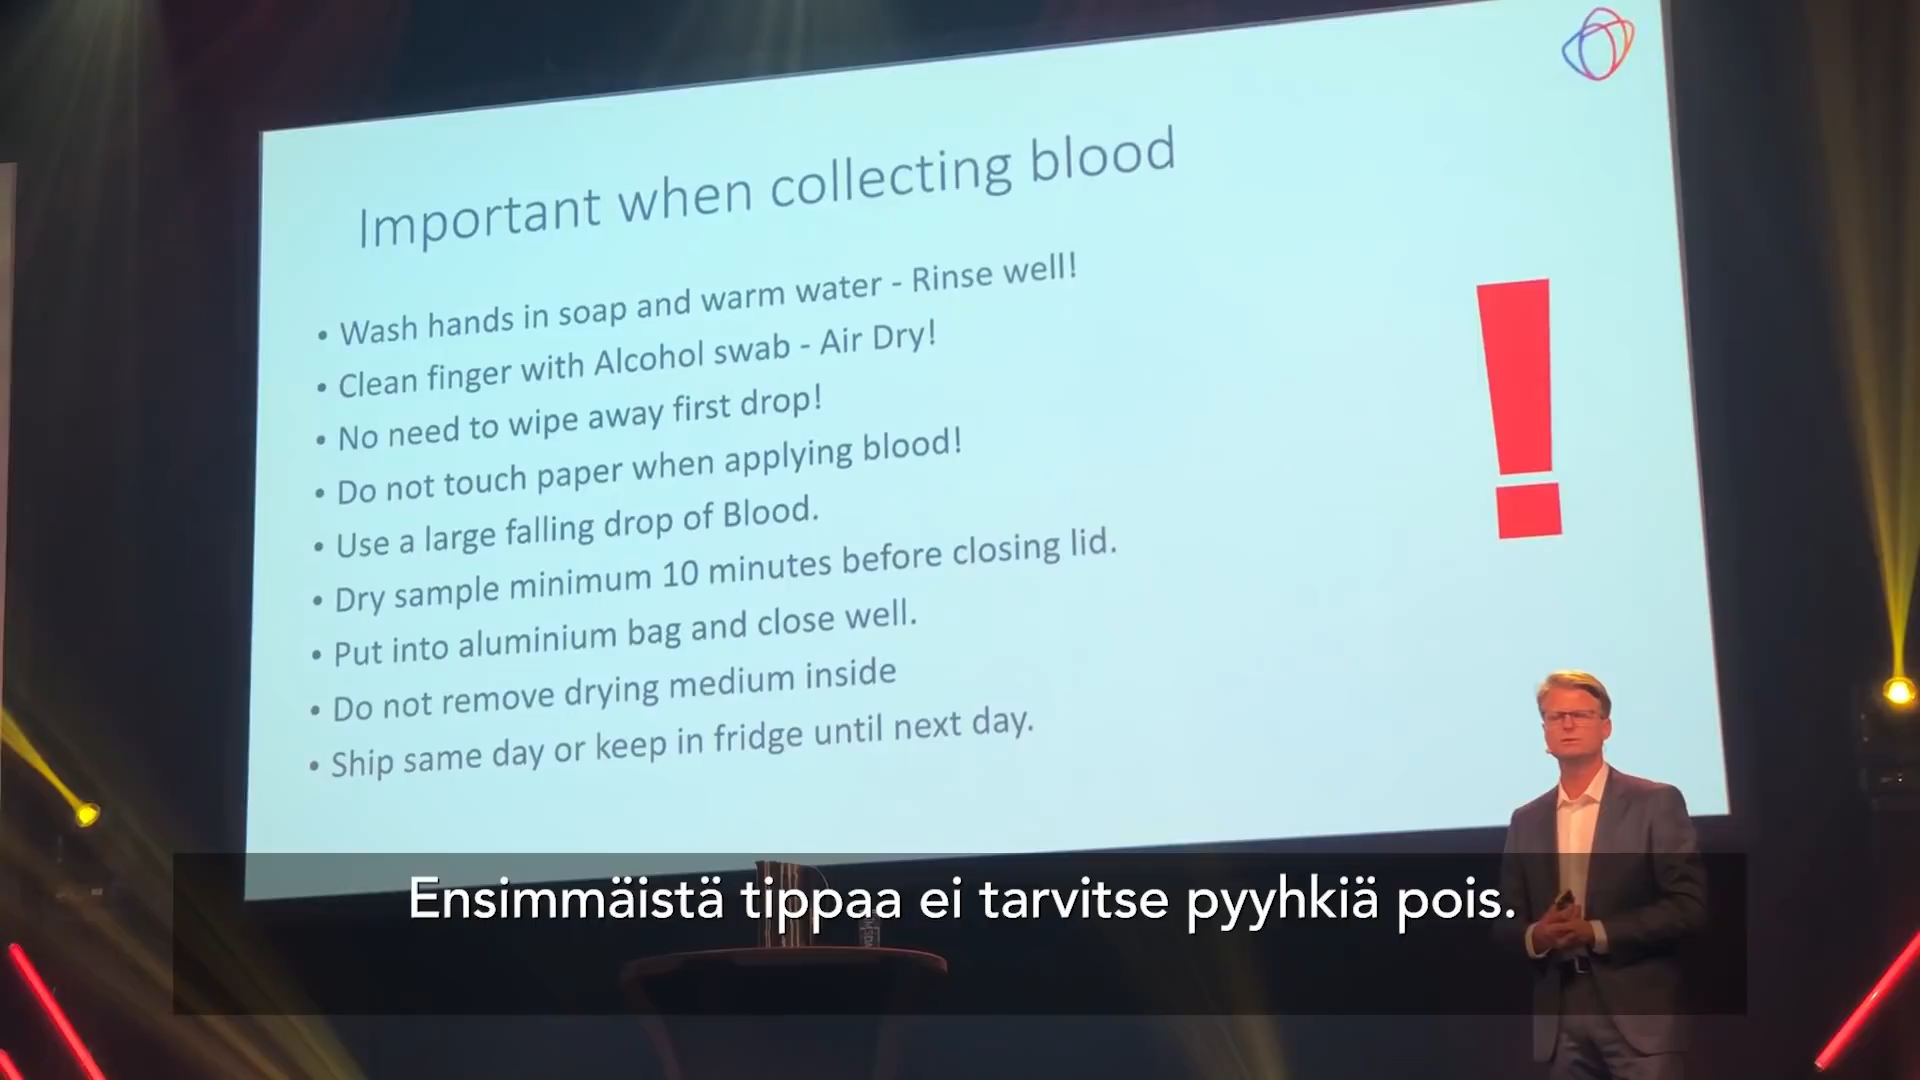 Important when collecting blood
• Wash hands in soap and warm water - Rinse well!
• Clean finger with Alcohol swab - Air Dry!
• No need to wipe away first drop!
• Do not touch paper when applying blood!
• Use a large falling drop of Blood.
• Dry sample minimum 10 minutes before closing lid.
• Put into aluminium bag and close well.
• Do not remove drying medium inside
• Ship same day or keep in fridge until next day.
Ensimmäistä tippaa ei tarvitse pyyhkiä pois.